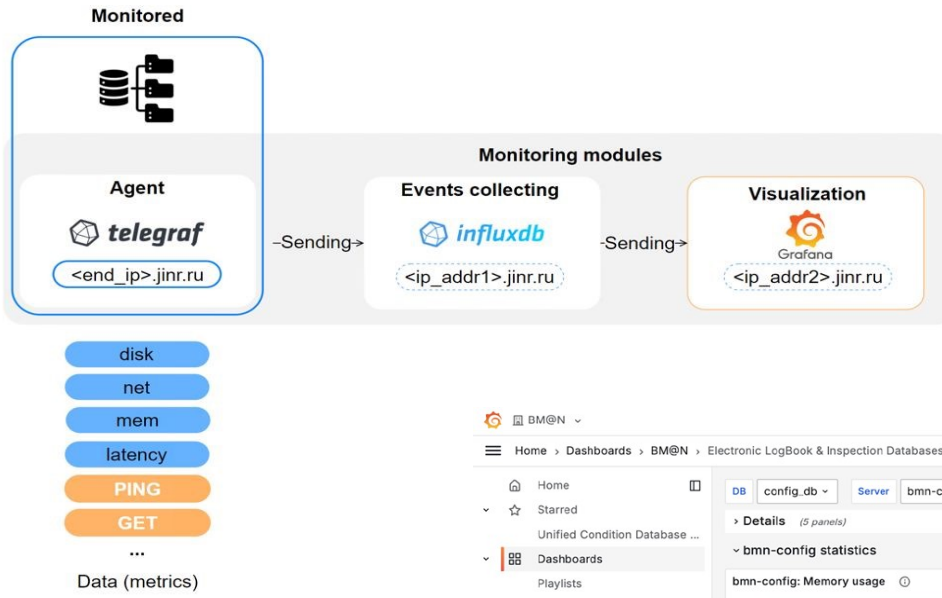 Monitored
Monitoring modules
Agent
telegraf
<end_ip>.jinr.ru
Sending
Events collecting
influxdb
<ip_addr1>.jinr.ru
Sending
Visualization
Grafana
<ip_addr2>.jinr.ru
disk
net
mem
latency
PING
GET
...
Data (metrics)
BM@N
Home › Dashboards › BM@N › Electronic LogBook & Inspection Databases
Home
Starred
Unified Condition Database ...
Dashboards
Playlists
DB config_db Server bmn-c
Details (5 panels)
bmn-config statistics
bmn-config: Memory usage